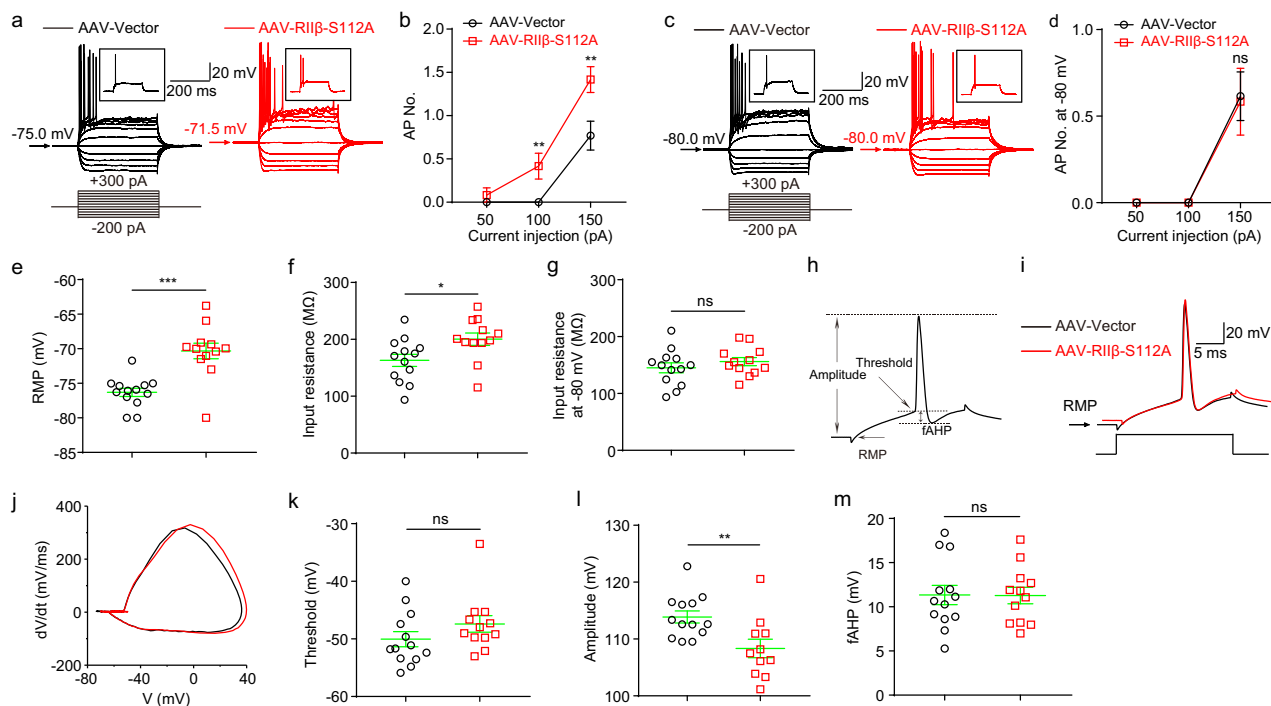 a
AAV-Vector
AAV-RIIβ-S112A
20 mV
200 ms
-75.0 mV
-71.5 mV
+300 pA
-200 pA
b
AAV-Vector
AAV-RIIβ-S112A
AP No.
1.5
1.0
0.5
0.0
**
**
50
100
150
Current injection (pA)
c
AAV-Vector
AAV-RIIβ-S112A
20 mV
200 ms
-80.0 mV
-80.0 mV
+300 pA
-200 pA
d
AAV-Vector
AAV-RIIβ-S112A
AP No. at -80 mV
1.0
0.5
0.0
ns
50
100
150
Current injection (pA)
e
RMP (mV)
-60
-65
-70
-75
-80
-85
***
f
Input resistance (MΩ)
300
200
100
0
*
g
Input resistance
at -80 mV (MΩ)
300
200
150
100
50
0
ns
h
Amplitude
Threshold
fAHP
RMP
i
AAV-Vector
AAV-RIIβ-S112A
20 mV
5 ms
RMP
j
dV/dt (mV/ms)
400
200
0
-200
-80
-40
0
40
V (mV)
k
Threshold (mV)
-30
-40
-50
-60
ns
l
Amplitude (mV)
130
120
110
100
**
m
fAHP (mV)
20
15
10
5
0
ns